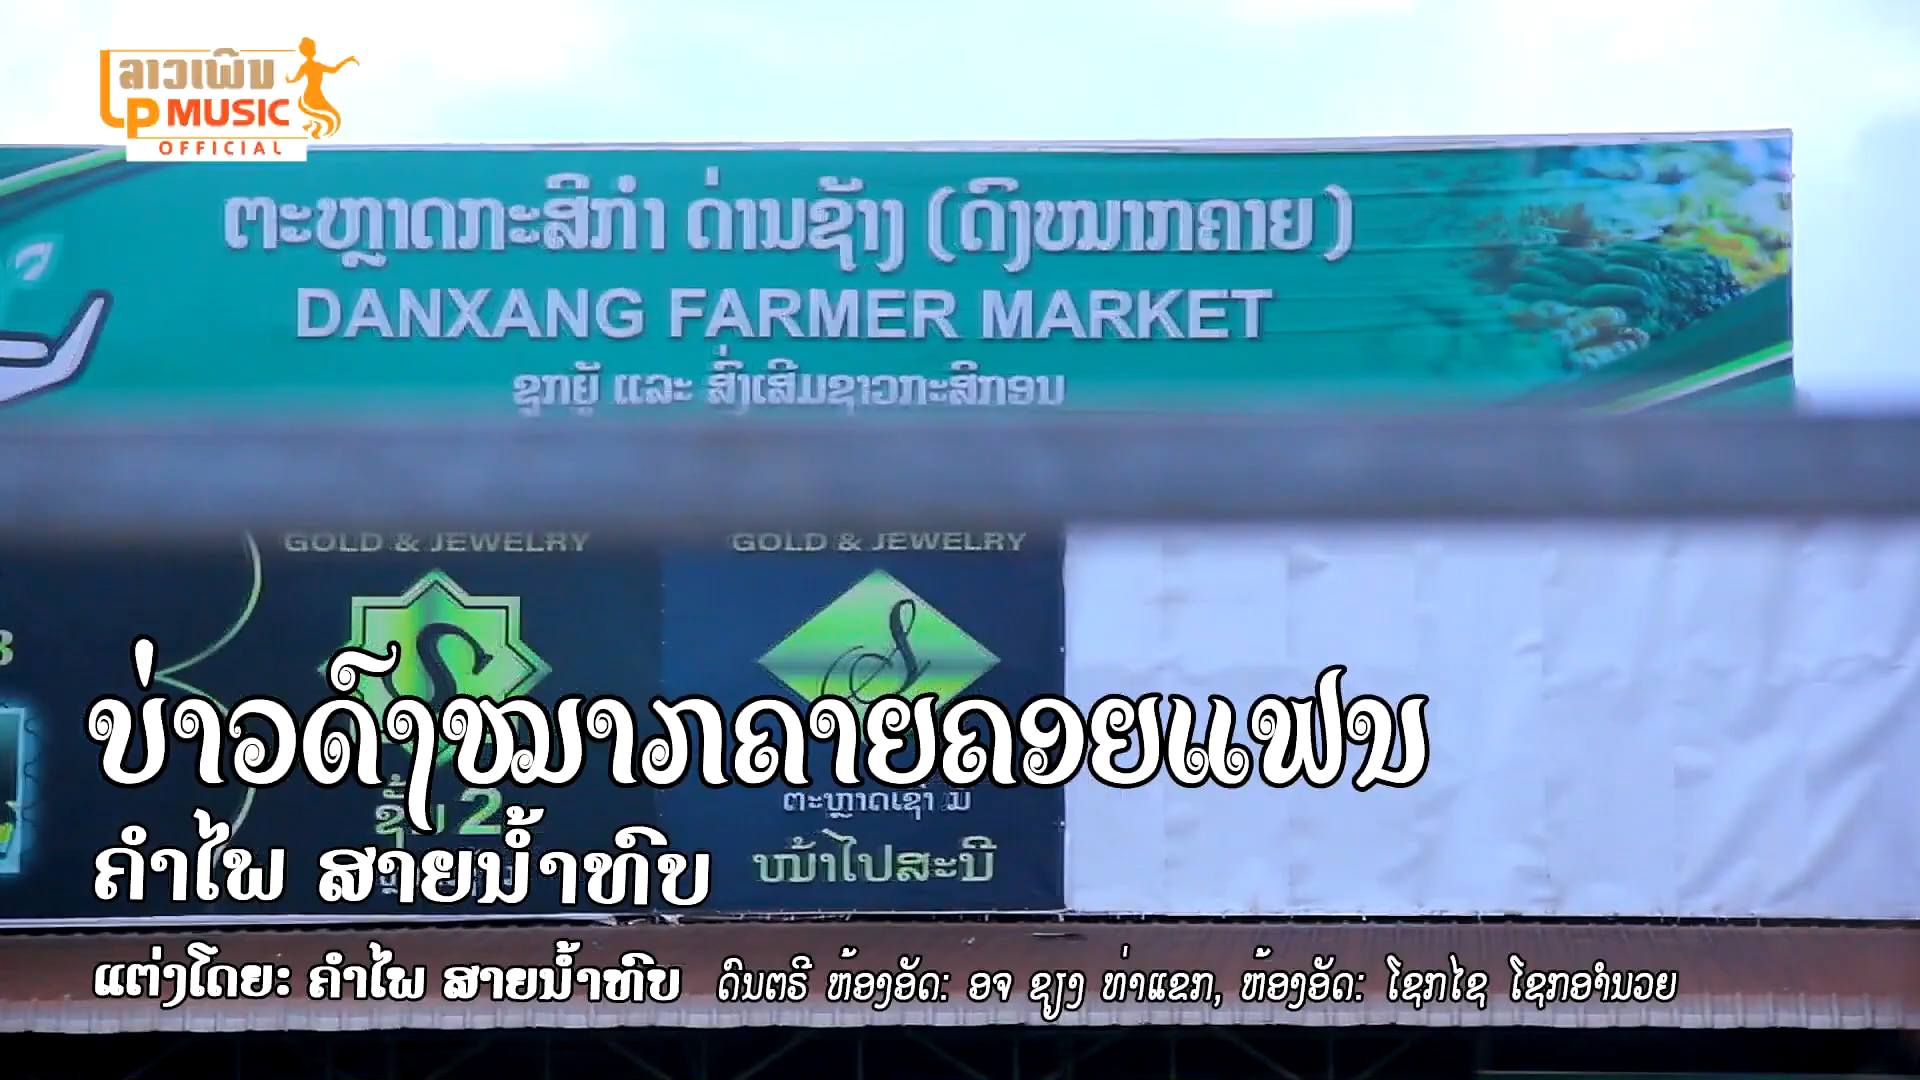 ລາວເພີນ
LP MUSIC
OFFICIAL
ຕະຫຼາດກະສິກຳ ດ່ານຊ້າງ (ດົງໝາກຄາຍ)
DANXANG FARMER MARKET
ຊຸກຍູ້ ແລະ ສົ່ງເສີມຊາວກະສິກອນ
GOLD & JEWELRY
GOLD & JEWELRY
S
S
ບ່າວດົງໝາກຄາຍຄອຍແຟນ
ຊັ້ນ 2
ຕະຫຼາດເຊົ້າ ມໍ
ໜ້າໄປສະນີ
ຄຳໄພ ສາຍນ້ຳທົບ
ແຕ່ງໂດຍ: ຄຳໄພ ສາຍນ້ຳທົບ ດົນຕຣີ ຫ້ອງອັດ: ອຈ ຊຽງ ທ່າແຂກ, ຫ້ອງອັດ: ໂຊກໄຊ ໂຊກອຳນວຍ